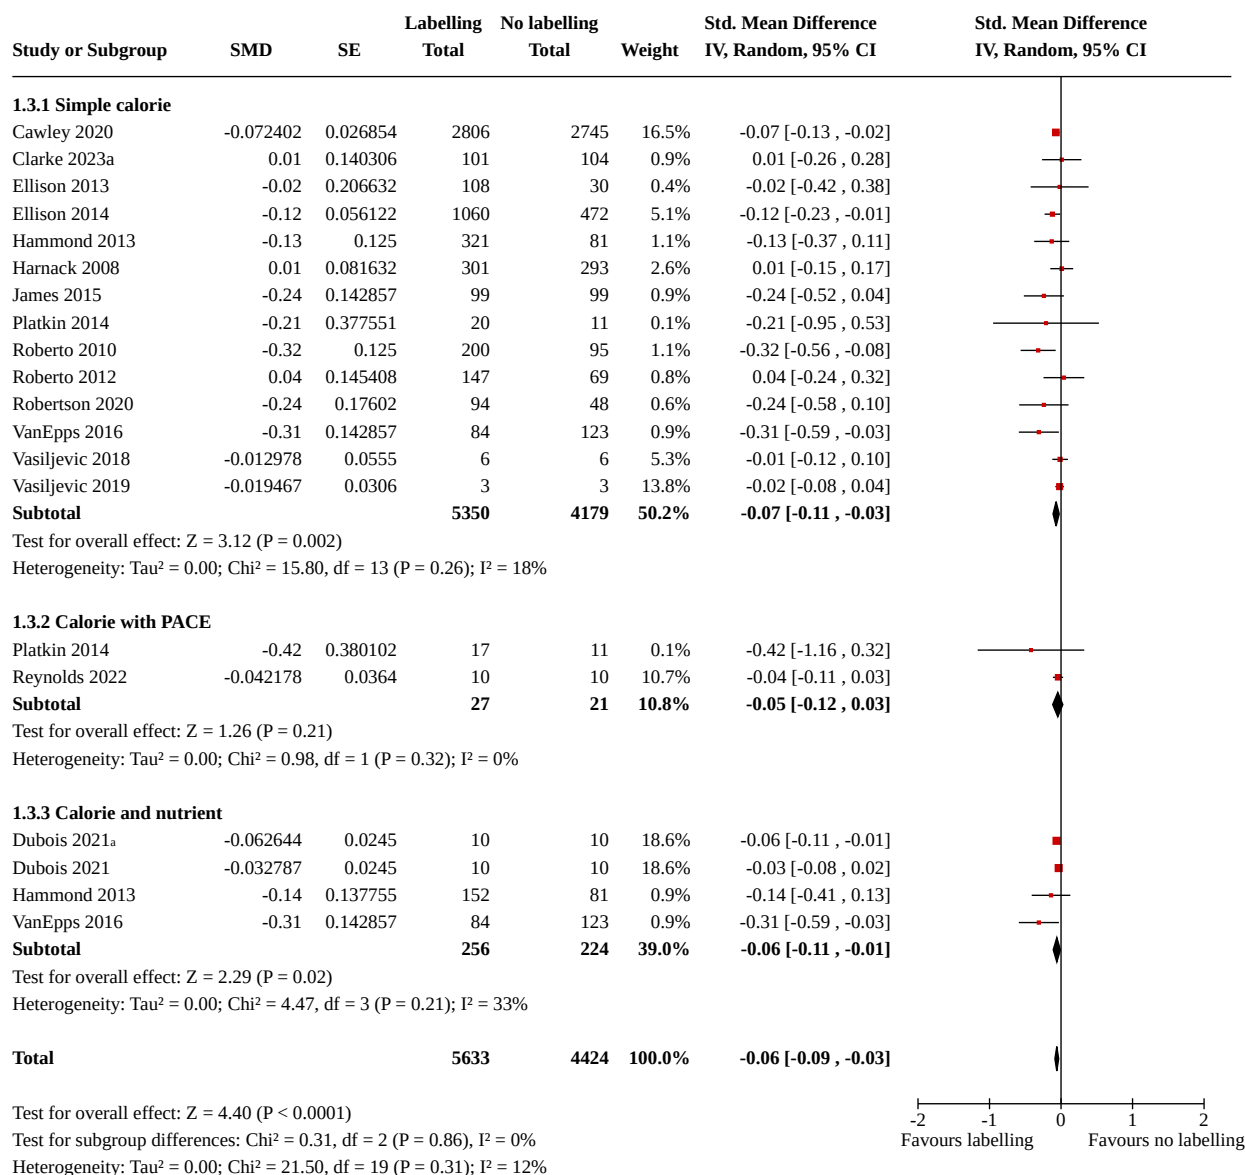 Labelling No labelling Std. Mean Difference Std. Mean Difference
Study or Subgroup SMD SE Total Total Weight IV, Random, 95% CI IV, Random, 95% CI
1.3.1 Simple calorie
Cawley 2020 -0.072402 0.026854 2806 2745 16.5% -0.07 [-0.13 , -0.02]
Clarke 2023a 0.01 0.140306 101 104 0.9% 0.01 [-0.26 , 0.28]
Ellison 2013 -0.02 0.206632 108 30 0.4% -0.02 [-0.42 , 0.38]
Ellison 2014 -0.12 0.056122 1060 472 5.1% -0.12 [-0.23 , -0.01]
Hammond 2013 -0.13 0.125 321 81 1.1% -0.13 [-0.37 , 0.11]
Harnack 2008 0.01 0.081632 301 293 2.6% 0.01 [-0.15 , 0.17]
James 2015 -0.24 0.142857 99 99 0.9% -0.24 [-0.52 , 0.04]
Platkin 2014 -0.21 0.377551 20 11 0.1% -0.21 [-0.95 , 0.53]
Roberto 2010 -0.32 0.125 200 95 1.1% -0.32 [-0.56 , -0.08]
Roberto 2012 0.04 0.145408 147 69 0.8% 0.04 [-0.24 , 0.32]
Robertson 2020 -0.24 0.17602 94 48 0.6% -0.24 [-0.58 , 0.10]
VanEpps 2016 -0.31 0.142857 84 123 0.9% -0.31 [-0.59 , -0.03]
Vasiljevic 2018 -0.012978 0.0555 6 6 5.3% -0.01 [-0.12 , 0.10]
Vasiljevic 2019 -0.019467 0.0306 3 3 13.8% -0.02 [-0.08 , 0.04]
Subtotal 5350 4179 50.2% -0.07 [-0.11 , -0.03]
Test for overall effect: Z = 3.12 (P = 0.002)
Heterogeneity: Tau² = 0.00; Chi² = 15.80, df = 13 (P = 0.26); I² = 18%
1.3.2 Calorie with PACE
Platkin 2014 -0.42 0.380102 17 11 0.1% -0.42 [-1.16 , 0.32]
Reynolds 2022 -0.042178 0.0364 10 10 10.7% -0.04 [-0.11 , 0.03]
Subtotal 27 21 10.8% -0.05 [-0.12 , 0.03]
Test for overall effect: Z = 1.26 (P = 0.21)
Heterogeneity: Tau² = 0.00; Chi² = 0.98, df = 1 (P = 0.32); I² = 0%
1.3.3 Calorie and nutrient
Dubois 2021a -0.062644 0.0245 10 10 18.6% -0.06 [-0.11 , -0.01]
Dubois 2021 -0.032787 0.0245 10 10 18.6% -0.03 [-0.08 , 0.02]
Hammond 2013 -0.14 0.137755 152 81 0.9% -0.14 [-0.41 , 0.13]
VanEpps 2016 -0.31 0.142857 84 123 0.9% -0.31 [-0.59 , -0.03]
Subtotal 256 224 39.0% -0.06 [-0.11 , -0.01]
Test for overall effect: Z = 2.29 (P = 0.02)
Heterogeneity: Tau² = 0.00; Chi² = 4.47, df = 3 (P = 0.21); I² = 33%
Total 5633 4424 100.0% -0.06 [-0.09 , -0.03]
Test for overall effect: Z = 4.40 (P < 0.0001)
-2 -1 0 1 2
Test for subgroup differences: Chi² = 0.31, df = 2 (P = 0.86), I² = 0%
Favours labelling Favours no labelling
Heterogeneity: Tau² = 0.00; Chi² = 21.50, df = 19 (P = 0.31); I² = 12%